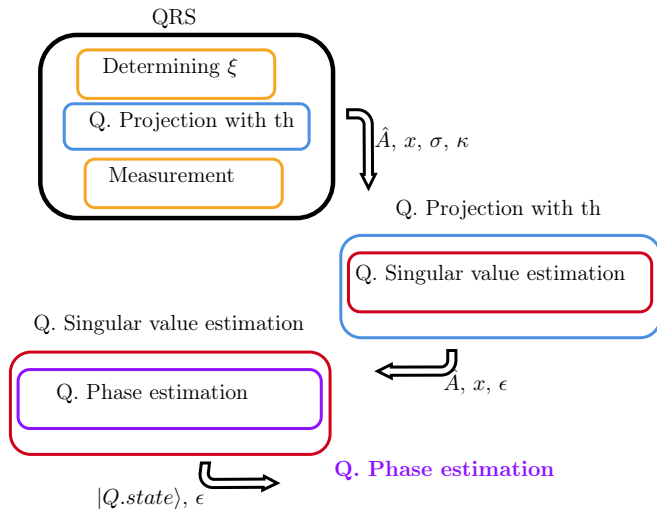 QRS
Determining ξ
Q. Projection with th
Measurement
Â, x, σ, κ
Q. Projection with th
Q. Singular value estimation
Q. Singular value estimation
Q. Phase estimation
Â, x, ϵ
Q. Phase estimation
|Q.state⟩, ϵ